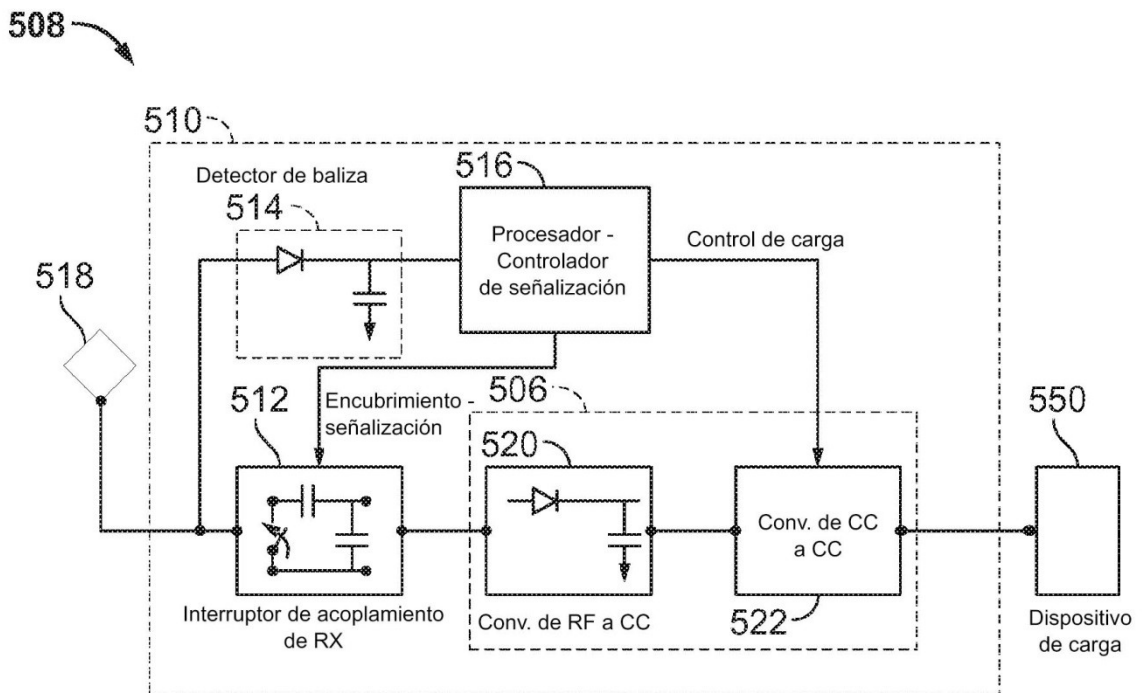 508
510
Detector de baliza
514
516
Procesador -
Controlador
de señalización
Control de carga
518
512
Encubrimiento -
señalización
506
520
550
Conv. de CC
a CC
Interruptor de acoplamiento
de RX
Conv. de RF a CC
522
Dispositivo
de carga